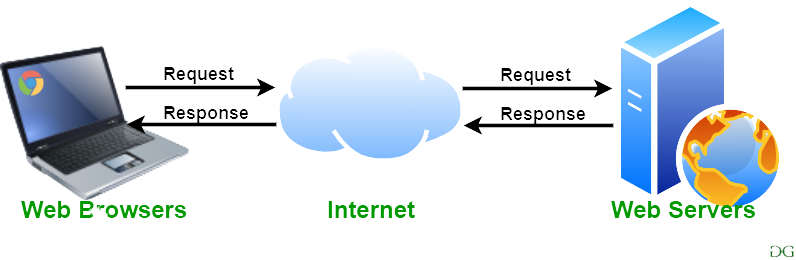 Request
Request
Response
Response
Web Browsers
Internet
Web Servers